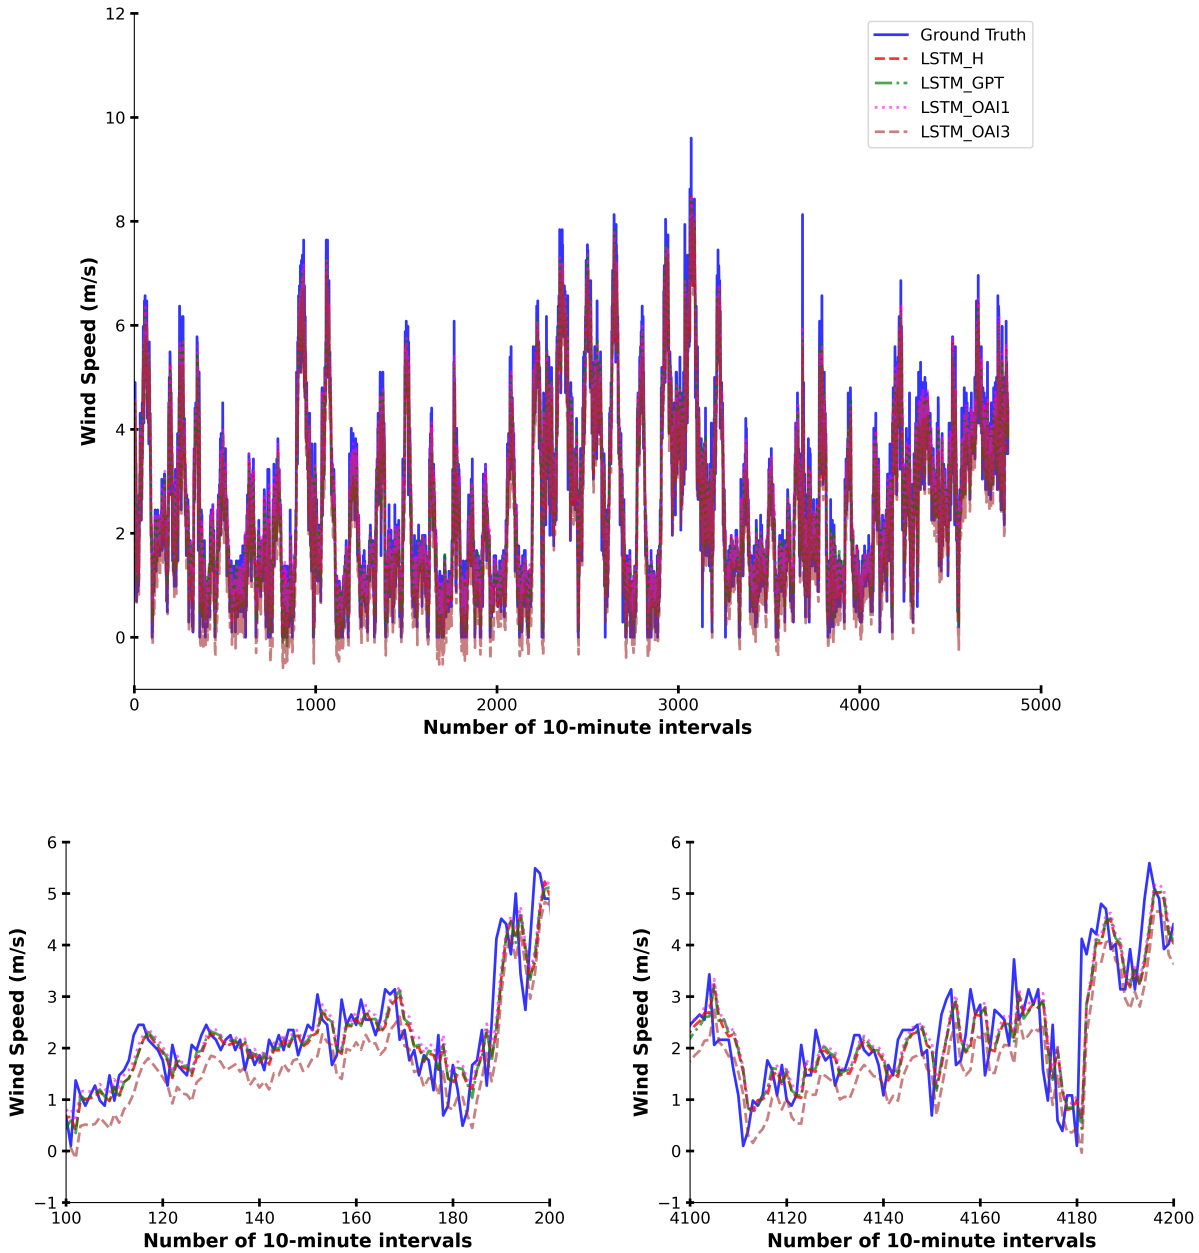 12
10
8
6
4
2
0
Wind Speed (m/s)
0 1000 2000 3000 4000 5000
Number of 10-minute intervals
Ground Truth
LSTM_H
LSTM_GPT
LSTM_OAI1
LSTM_OAI3
6
5
4
3
2
1
0
−1
Wind Speed (m/s)
100 120 140 160 180 200
Number of 10-minute intervals
6
5
4
3
2
1
0
−1
Wind Speed (m/s)
4100 4120 4140 4160 4180 4200
Number of 10-minute intervals